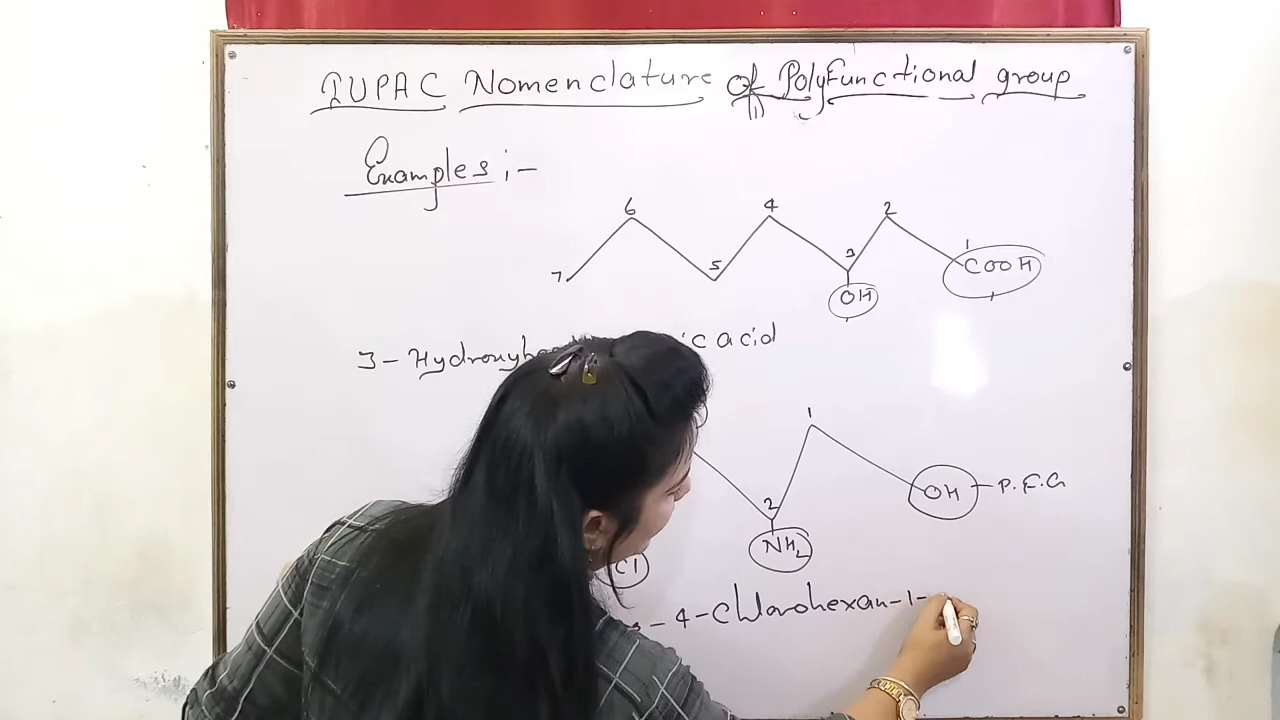 IUPAC Nomenclature of PolyFunctional group
Examples :-
6 4 2
7 5 3 1 COOH
OH
3 - Hydroxyhe ic acid
1
2 OH - P.F.G
NH2
Cl
- 4 - chlorohexan - 1 -